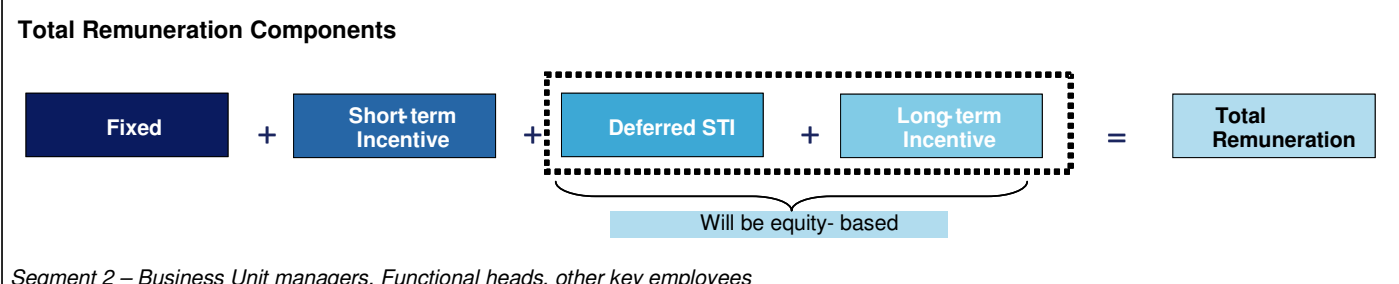 Total Remuneration Components
Fixed + Short-term Incentive + Deferred STI + Long-term Incentive = Total Remuneration
Will be equity- based
Segment 2 – Business Unit managers, Functional heads, other key employees